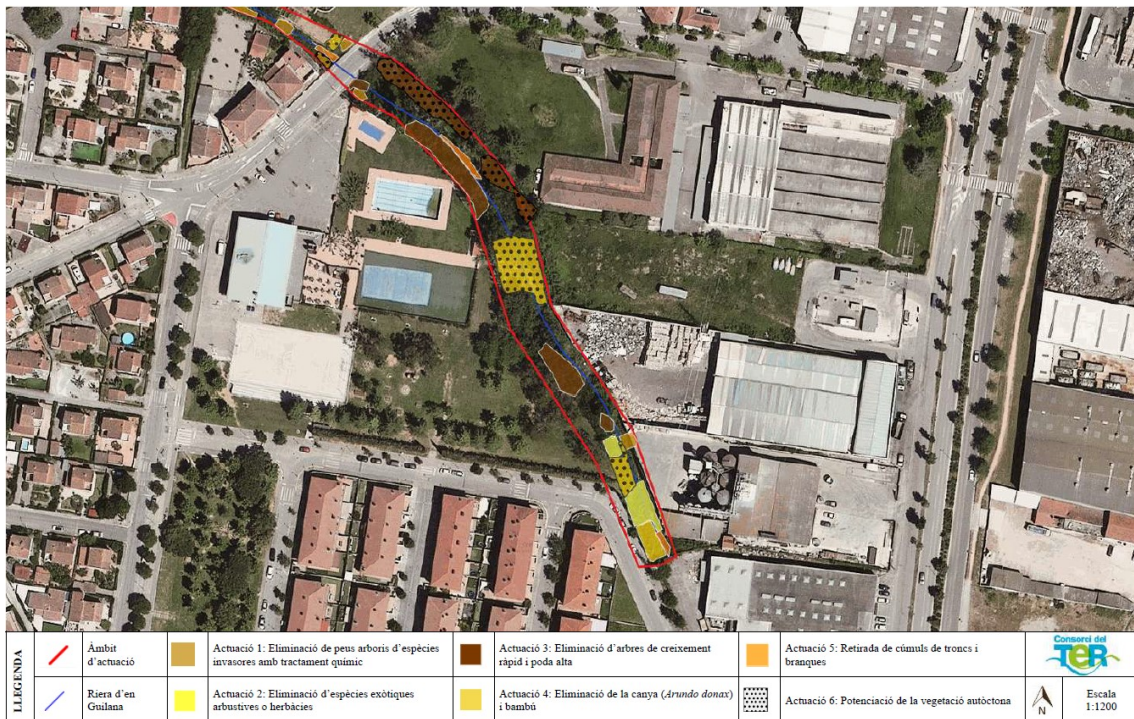 LLEGENDA
Àmbit
d'actuació
Actuació 1: Eliminació de peus arboris d'espècies
invasores amb tractament químic
Actuació 3: Eliminació d'arbres de creixement
ràpid i poda alta
Actuació 5: Retirada de cúmuls de troncs i
branques
Consorci del
TER
Riera d'en
Guilana
Actuació 2: Eliminació d'espècies exòtiques
arbustives o herbàcies
Actuació 4: Eliminació de la canya (Arundo donax)
i bambú
Actuació 6: Potenciació de la vegetació autòctona
N
Escala
1:1200